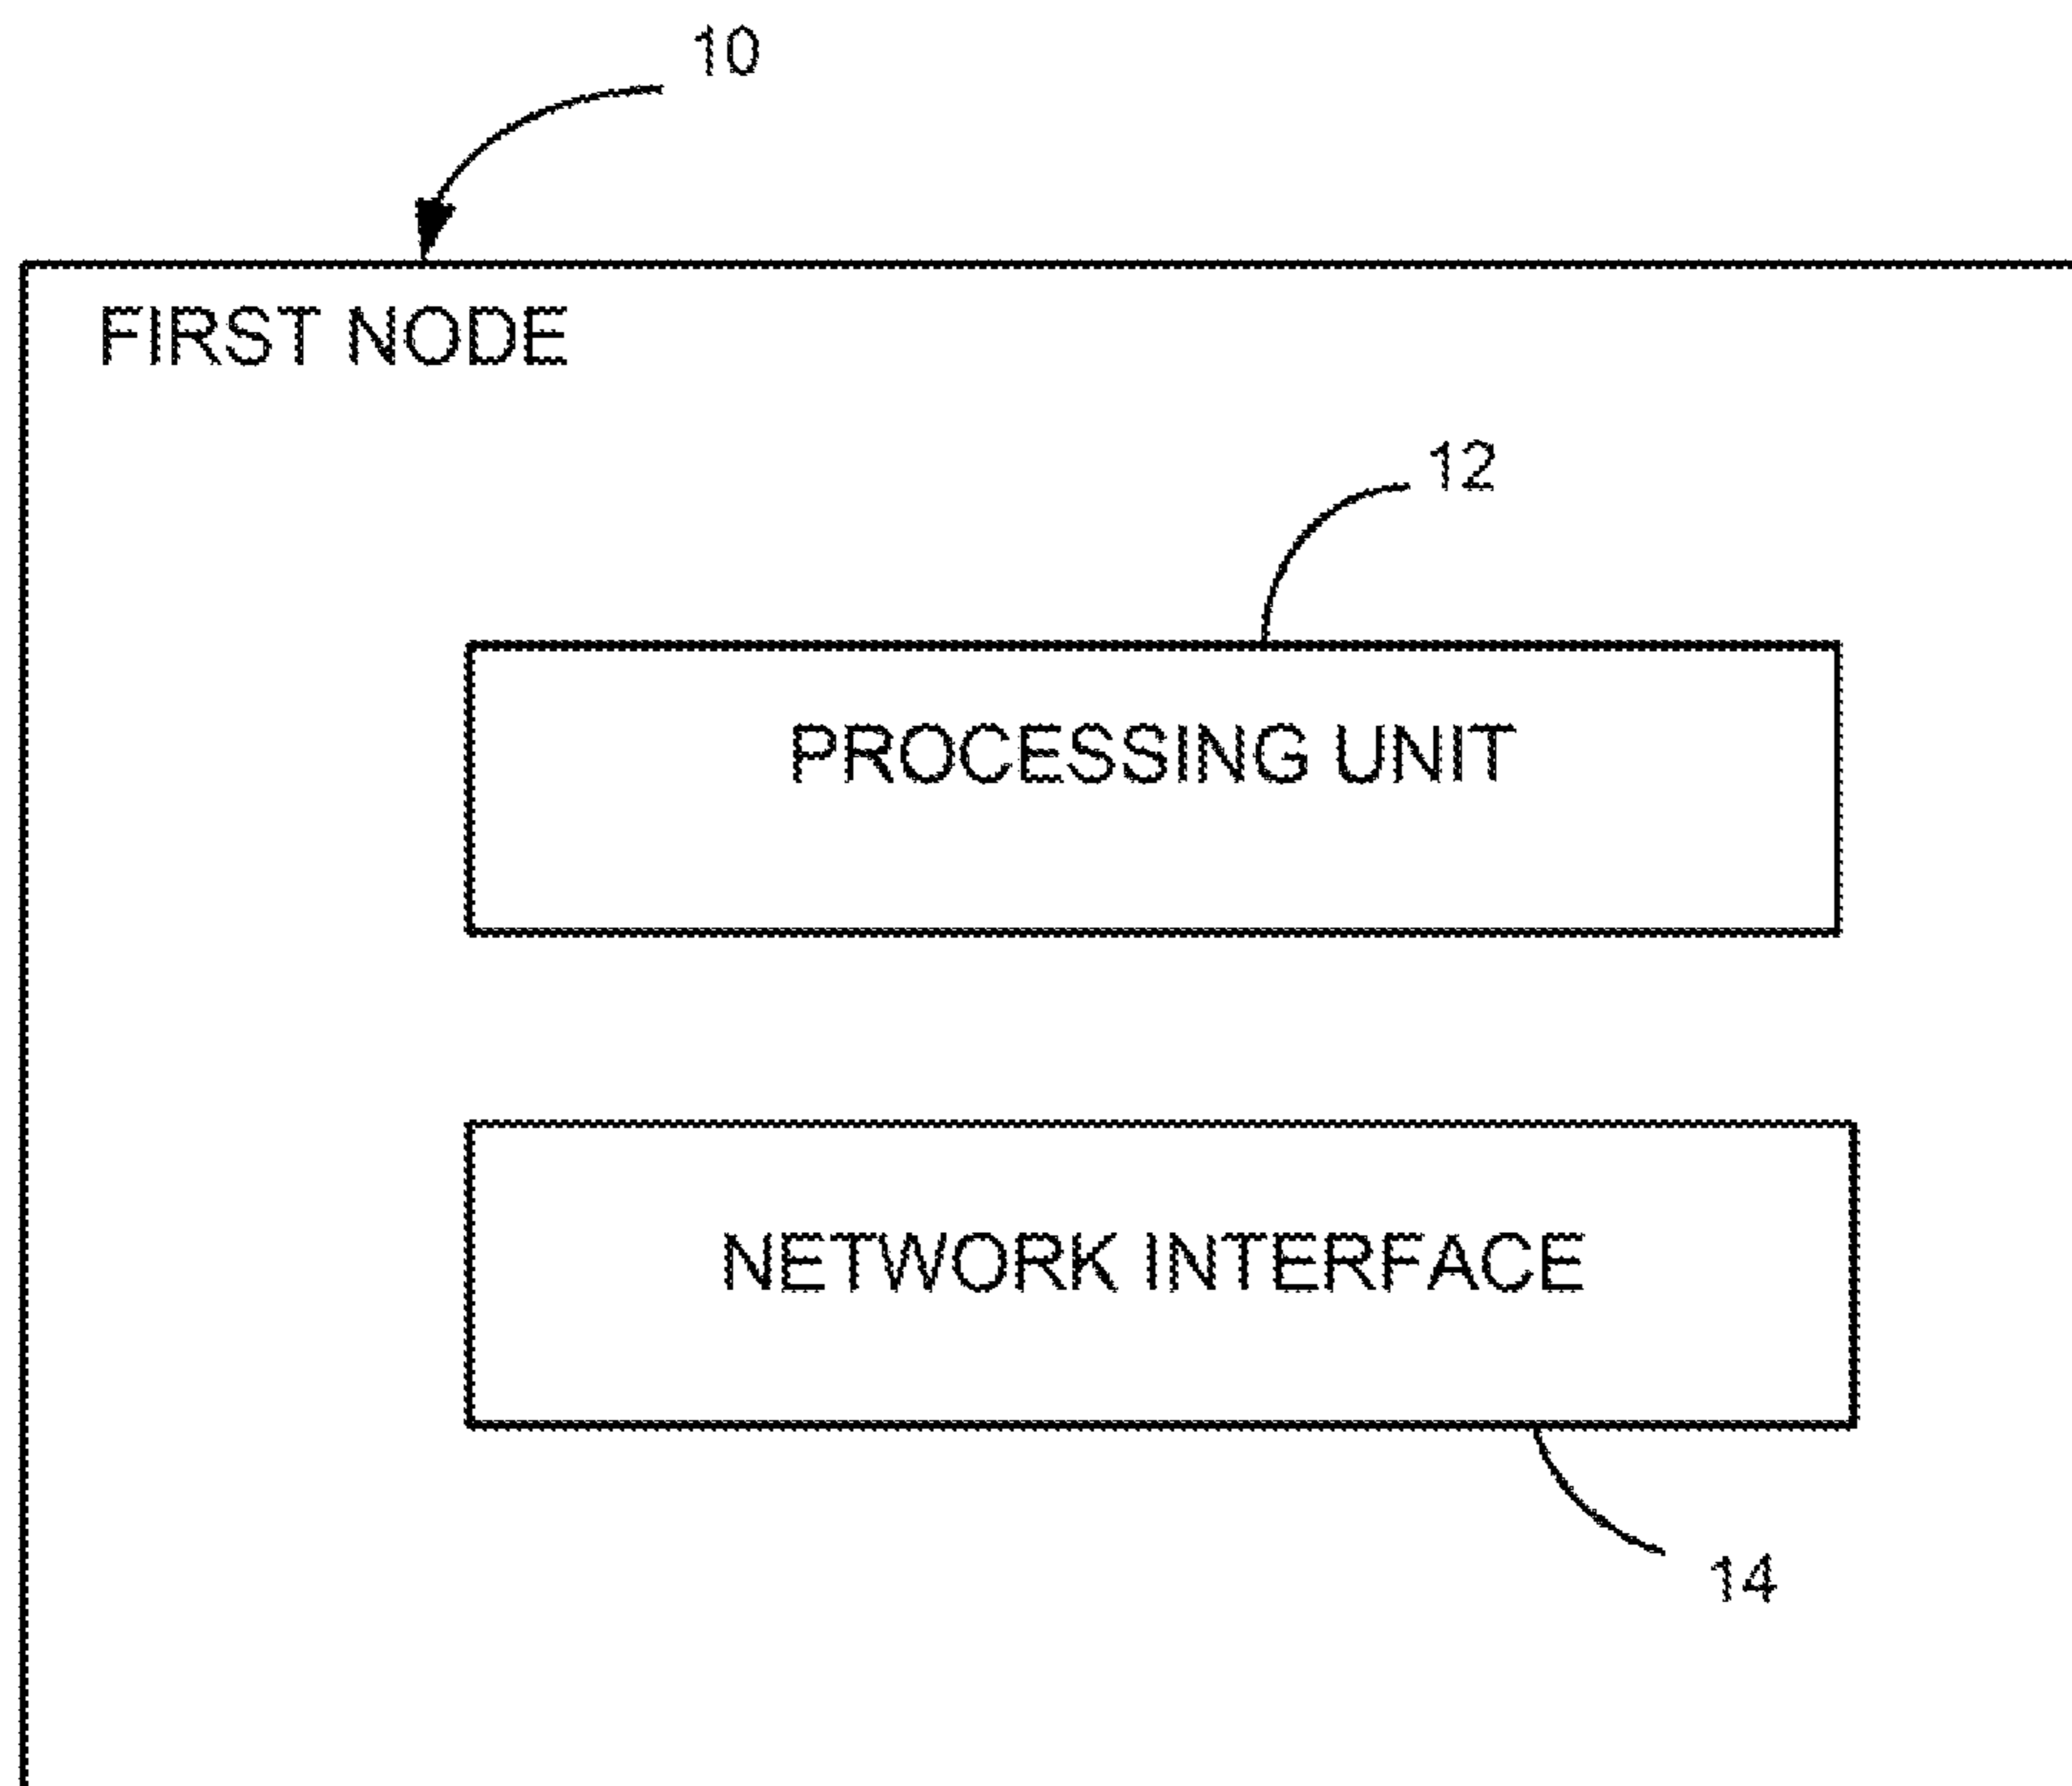 10
FIRST NODE
12
PROCESSING UNIT
NETWORK INTERFACE
14